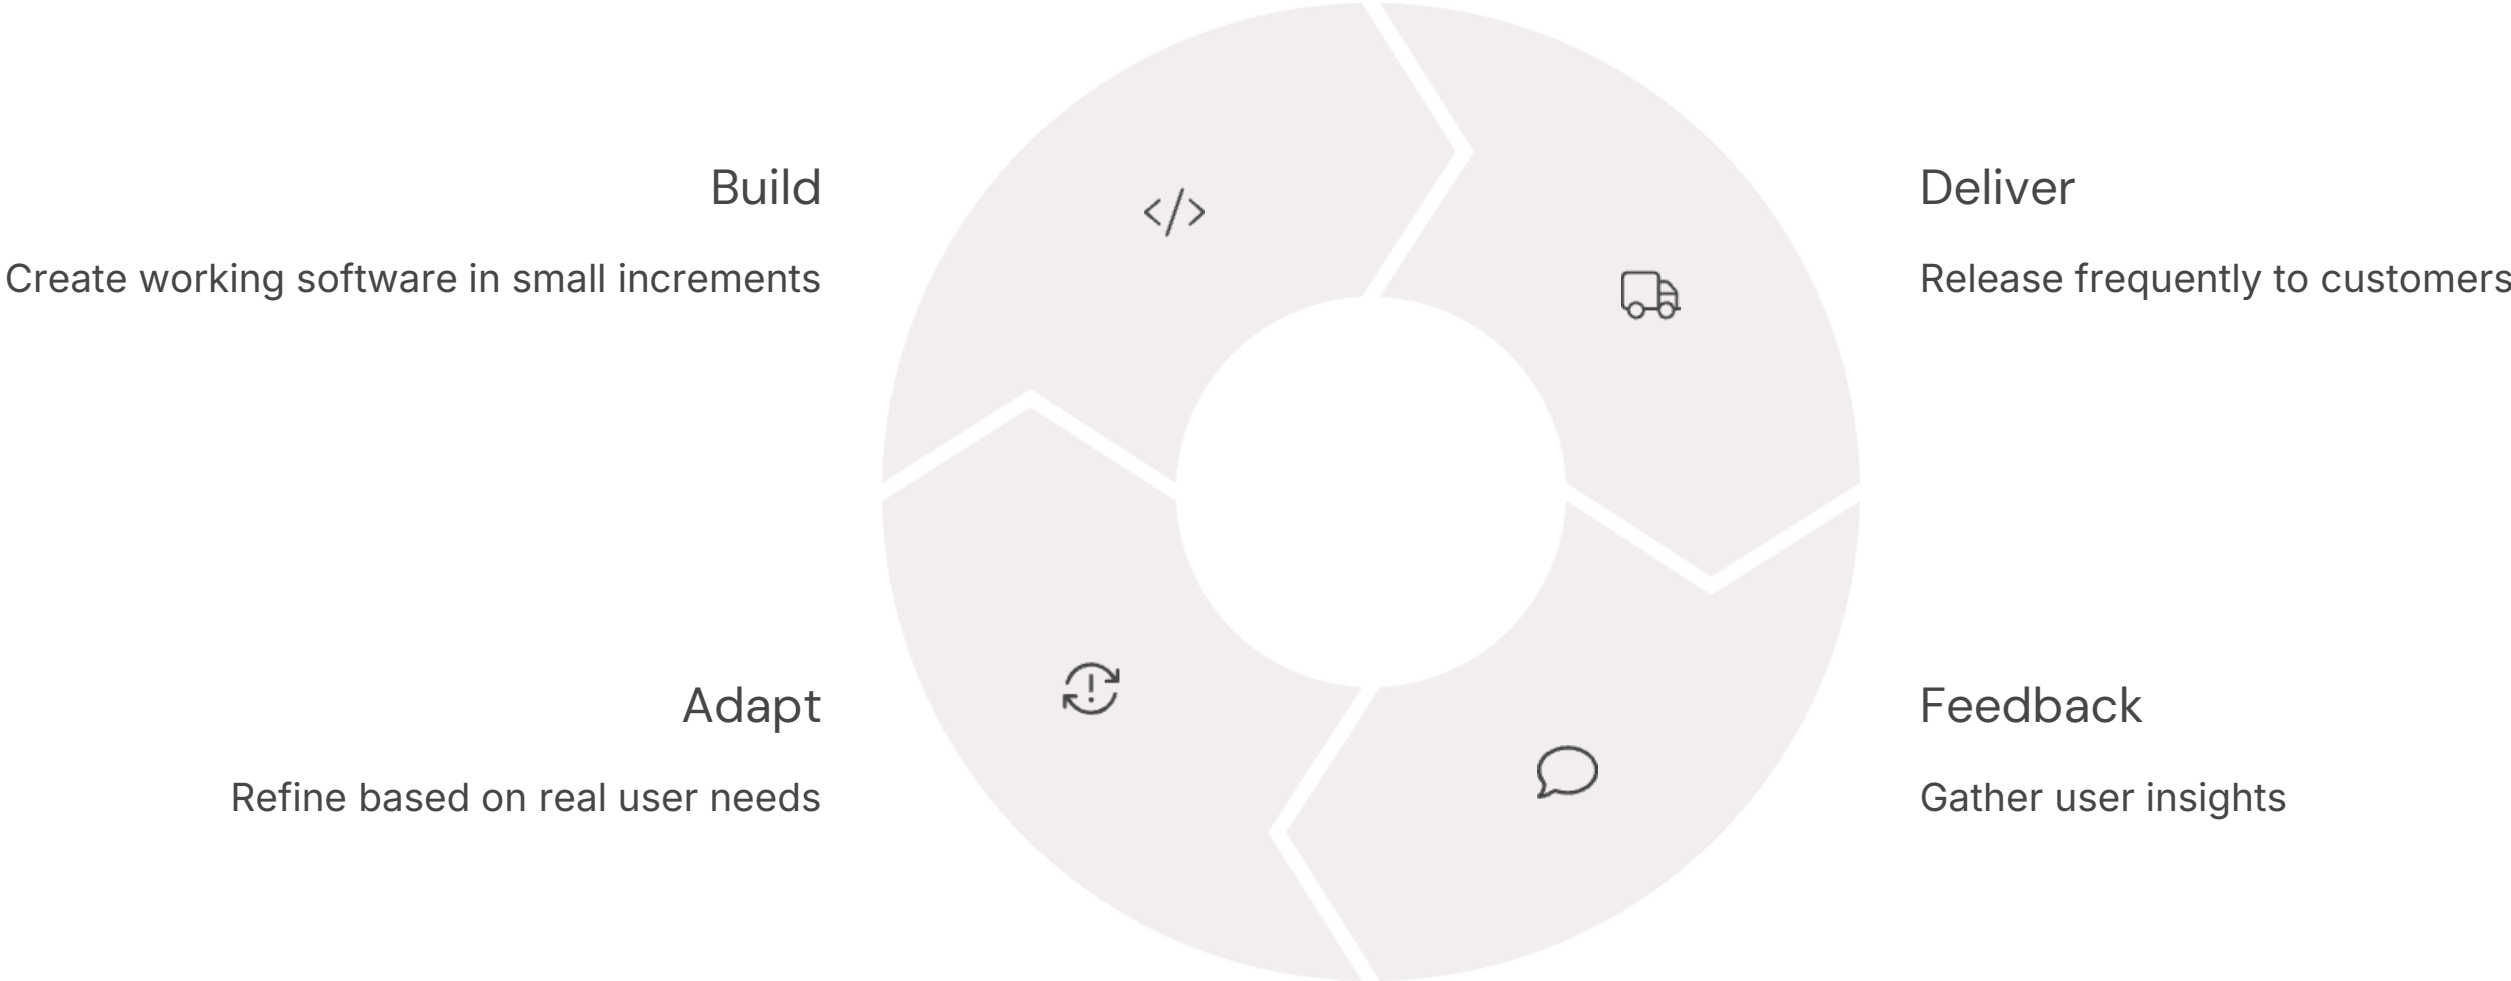 Build
Create working software in small increments
Deliver
Release frequently to customers
Adapt
Refine based on real user needs
Feedback
Gather user insights